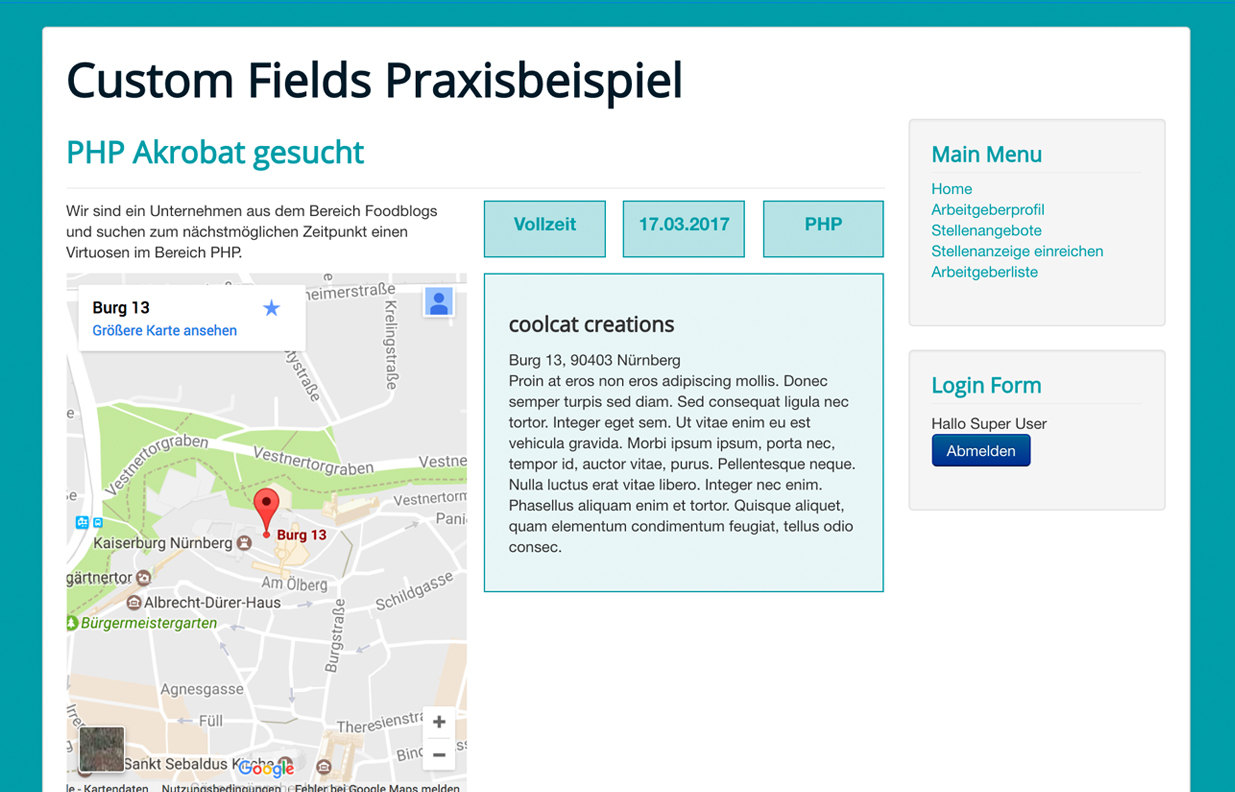 Custom Fields Praxisbeispiel
PHP Akrobat gesucht
Wir sind ein Unternehmen aus dem Bereich Foodblogs
und suchen zum nächstmöglichen Zeitpunkt einen
Virtuosen im Bereich PHP.
Burg 13
Größere Karte ansehen
heimerstraße
Krelingstraße
tystraße
Vestnertorgraben
Vestnertorgraben
Vestne
Vestnertorm
Pani
Burg 13
Kaiserburg Nürnberg
gärtnertor
Am Ölberg
Albrecht-Dürer-Haus
Schildgasse
Bürgermeistergarten
Burgstraße
Agnesgasse
Füll
Theresienstra
Irre
Bind
Sankt Sebaldus Kirche
Google
le - Kartendaten
Nutzungsbedingungen
Fehler bei Google Maps melden
Vollzeit
17.03.2017
PHP
coolcat creations
Burg 13, 90403 Nürnberg
Proin at eros non eros adipiscing mollis. Donec
semper turpis sed diam. Sed consequat ligula nec
tortor. Integer eget sem. Ut vitae enim eu est
vehicula gravida. Morbi ipsum ipsum, porta nec,
tempor id, auctor vitae, purus. Pellentesque neque.
Nulla luctus erat vitae libero. Integer nec enim.
Phasellus aliquam enim et tortor. Quisque aliquet,
quam elementum condimentum feugiat, tellus odio
consec.
Main Menu
Home
Arbeitgeberprofil
Stellenangebote
Stellenanzeige einreichen
Arbeitgeberliste
Login Form
Hallo Super User
Abmelden